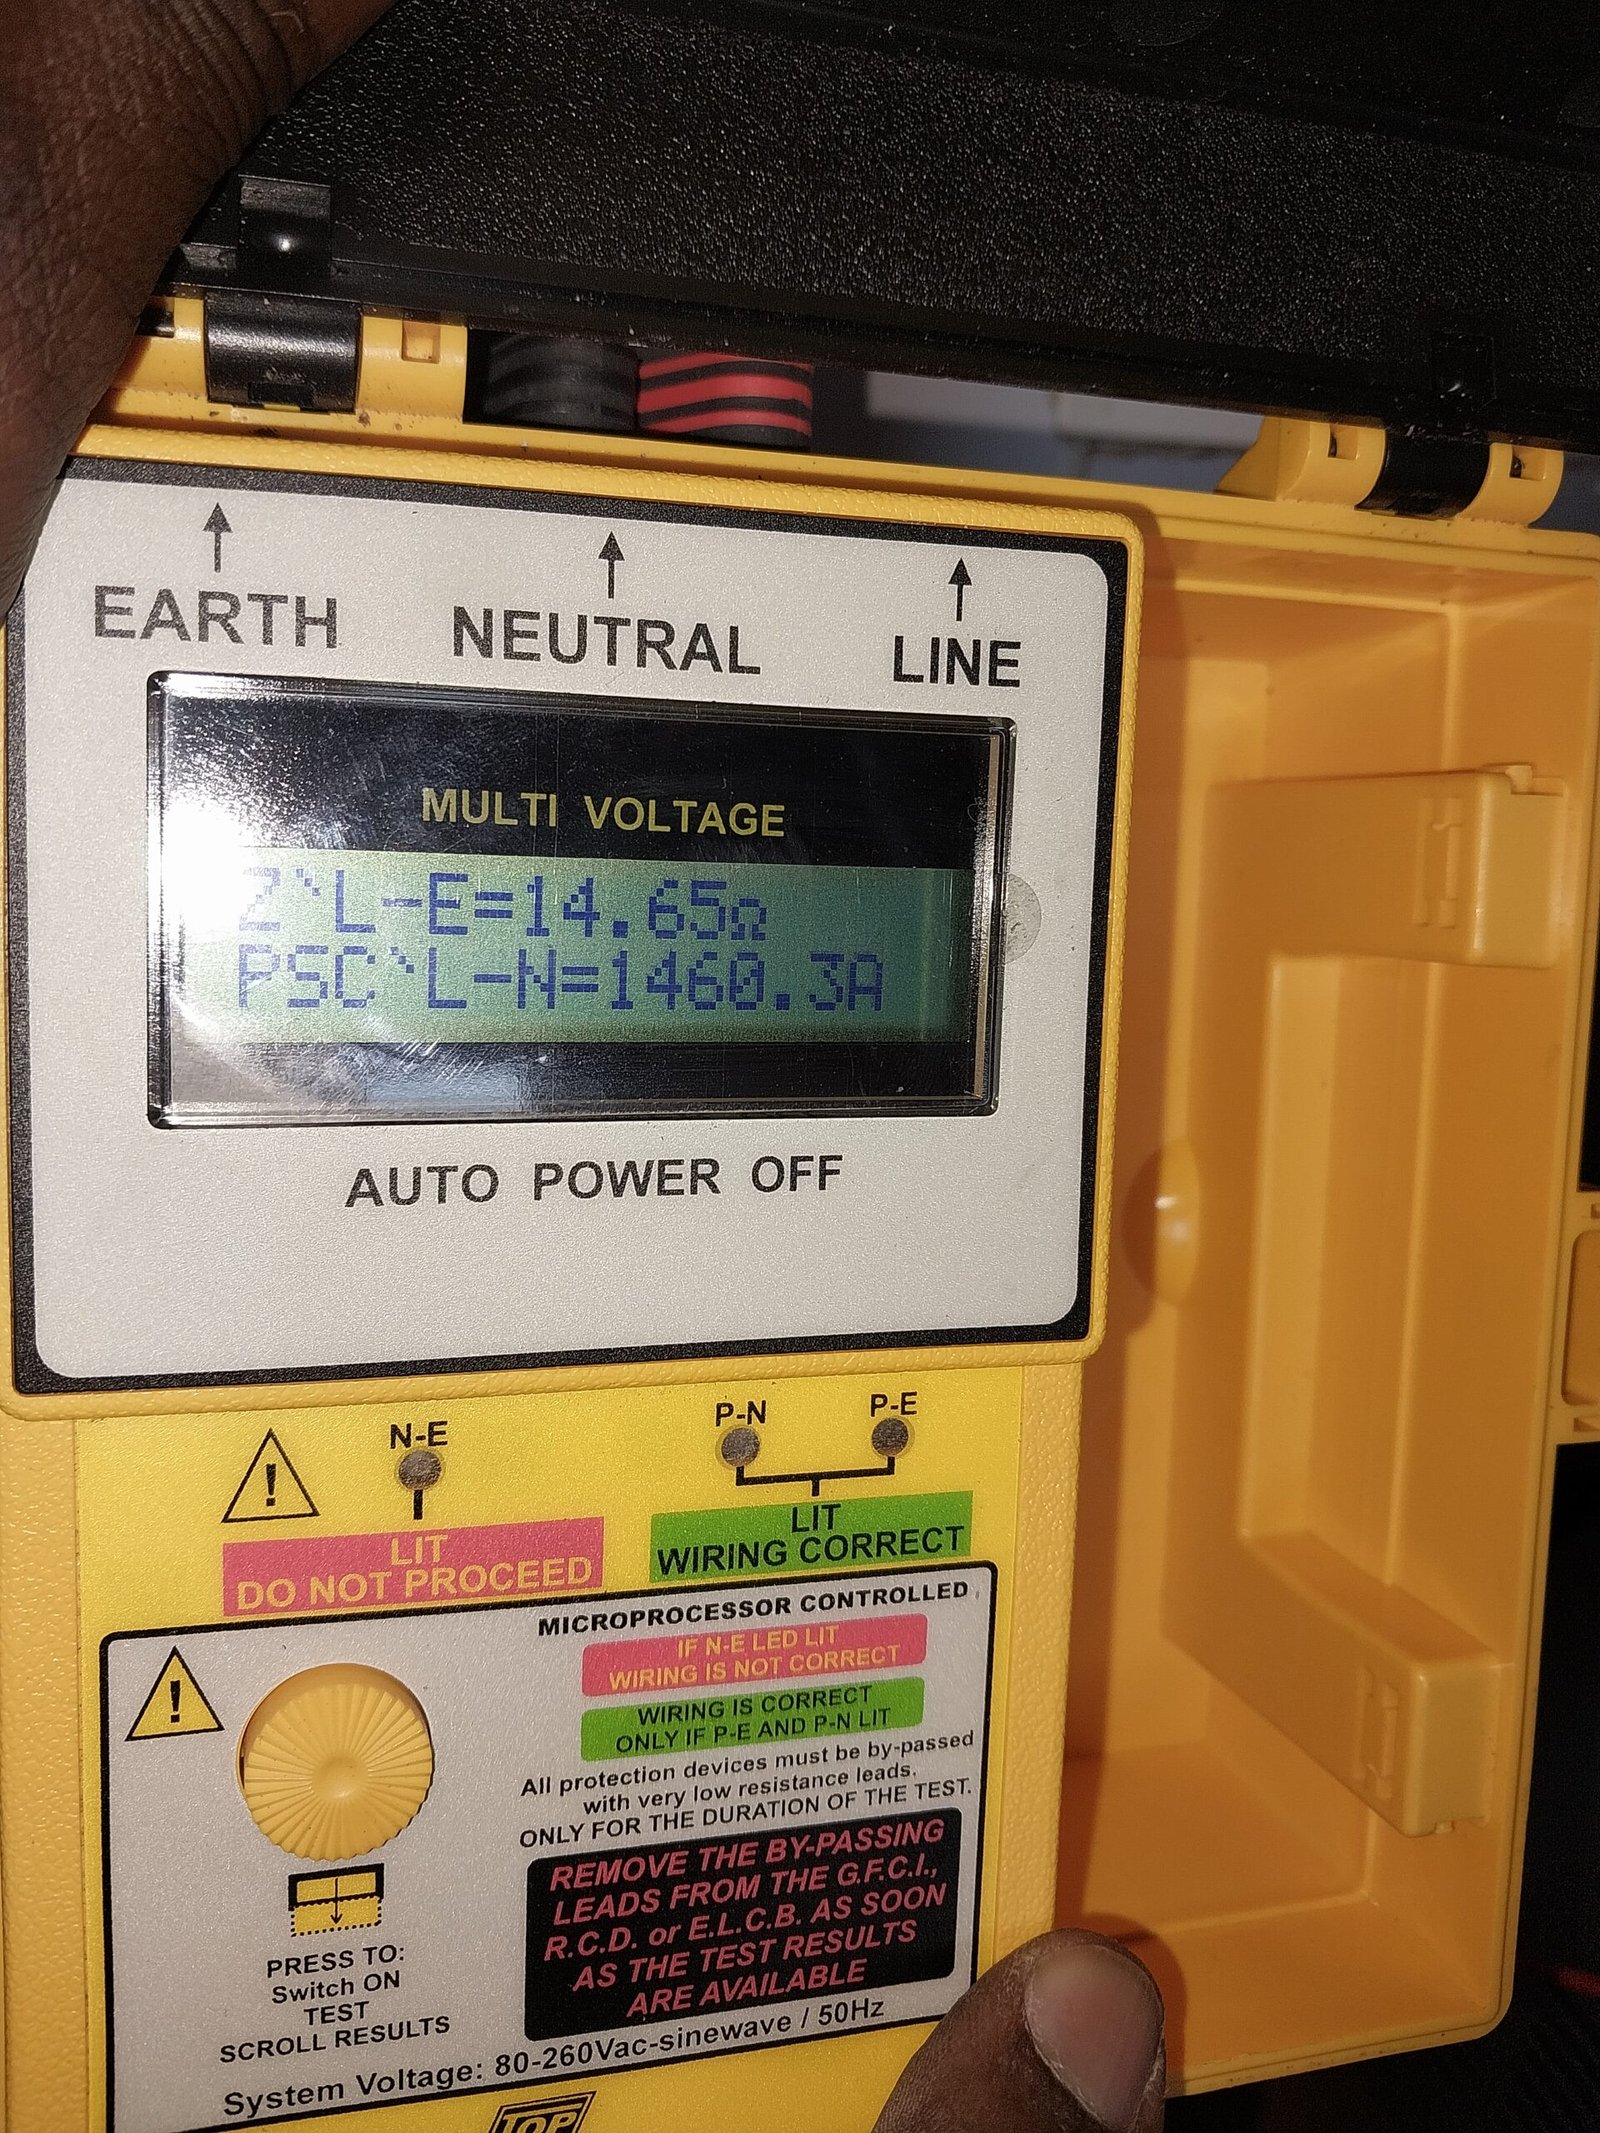 EARTH NEUTRAL LINE
MULTI VOLTAGE
Z`L-E=14.65Ω
PSC`L-N=1460.3A
AUTO POWER OFF
N-E
P-N P-E
LIT
DO NOT PROCEED
LIT
WIRING CORRECT
MICROPROCESSOR CONTROLLED
IF N-E LED LIT
WIRING IS NOT CORRECT
WIRING IS CORRECT
ONLY IF P-E AND P-N LIT
All protection devices must be by-passed
with very low resistance leads.
ONLY FOR THE DURATION OF THE TEST.
REMOVE THE BY-PASSING
LEADS FROM THE G.F.C.I.,
R.C.D. or E.L.C.B. AS SOON
AS THE TEST RESULTS
ARE AVAILABLE
PRESS TO:
Switch ON
TEST
SCROLL RESULTS
System Voltage: 80-260Vac-sinewave / 50Hz
TOP